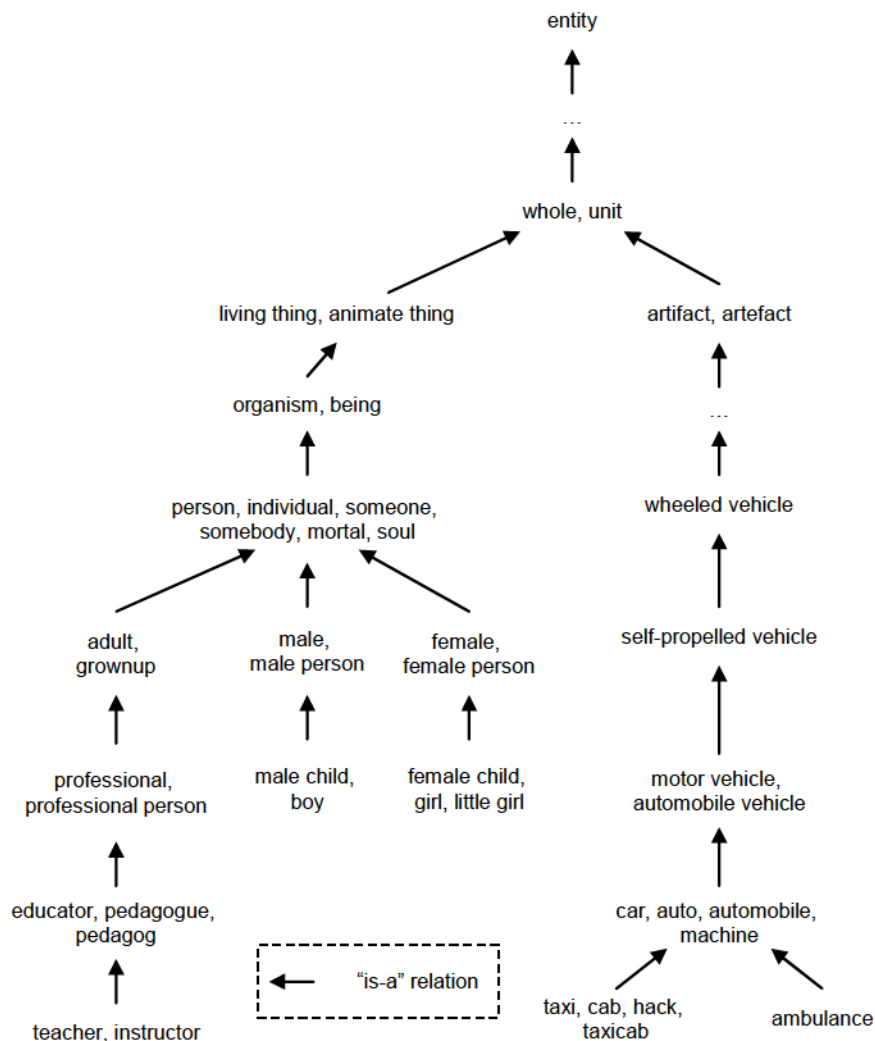 entity
...
whole, unit
living thing, animate thing
artifact, artefact
organism, being
...
person, individual, someone,
somebody, mortal, soul
wheeled vehicle
adult,
grownup
male,
male person
female,
female person
self-propelled vehicle
professional,
professional person
male child,
boy
female child,
girl, little girl
motor vehicle,
automobile vehicle
educator, pedagogue,
pedagog
car, auto, automobile,
machine
"is-a" relation
teacher, instructor
taxi, cab, hack,
taxicab
ambulance